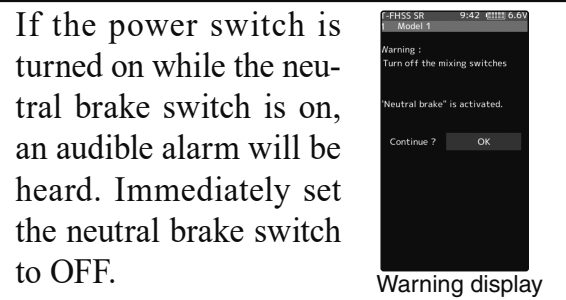 If the power switch is
turned on while the neu-
tral brake switch is on,
an audible alarm will be
heard. Immediately set
the neutral brake switch
to OFF.
T-FHSS SR 9:42 6.6V
1 Model 1
Warning :
Turn off the mixing switches
"Neutral brake" is activated.
Continue ? OK
Warning display